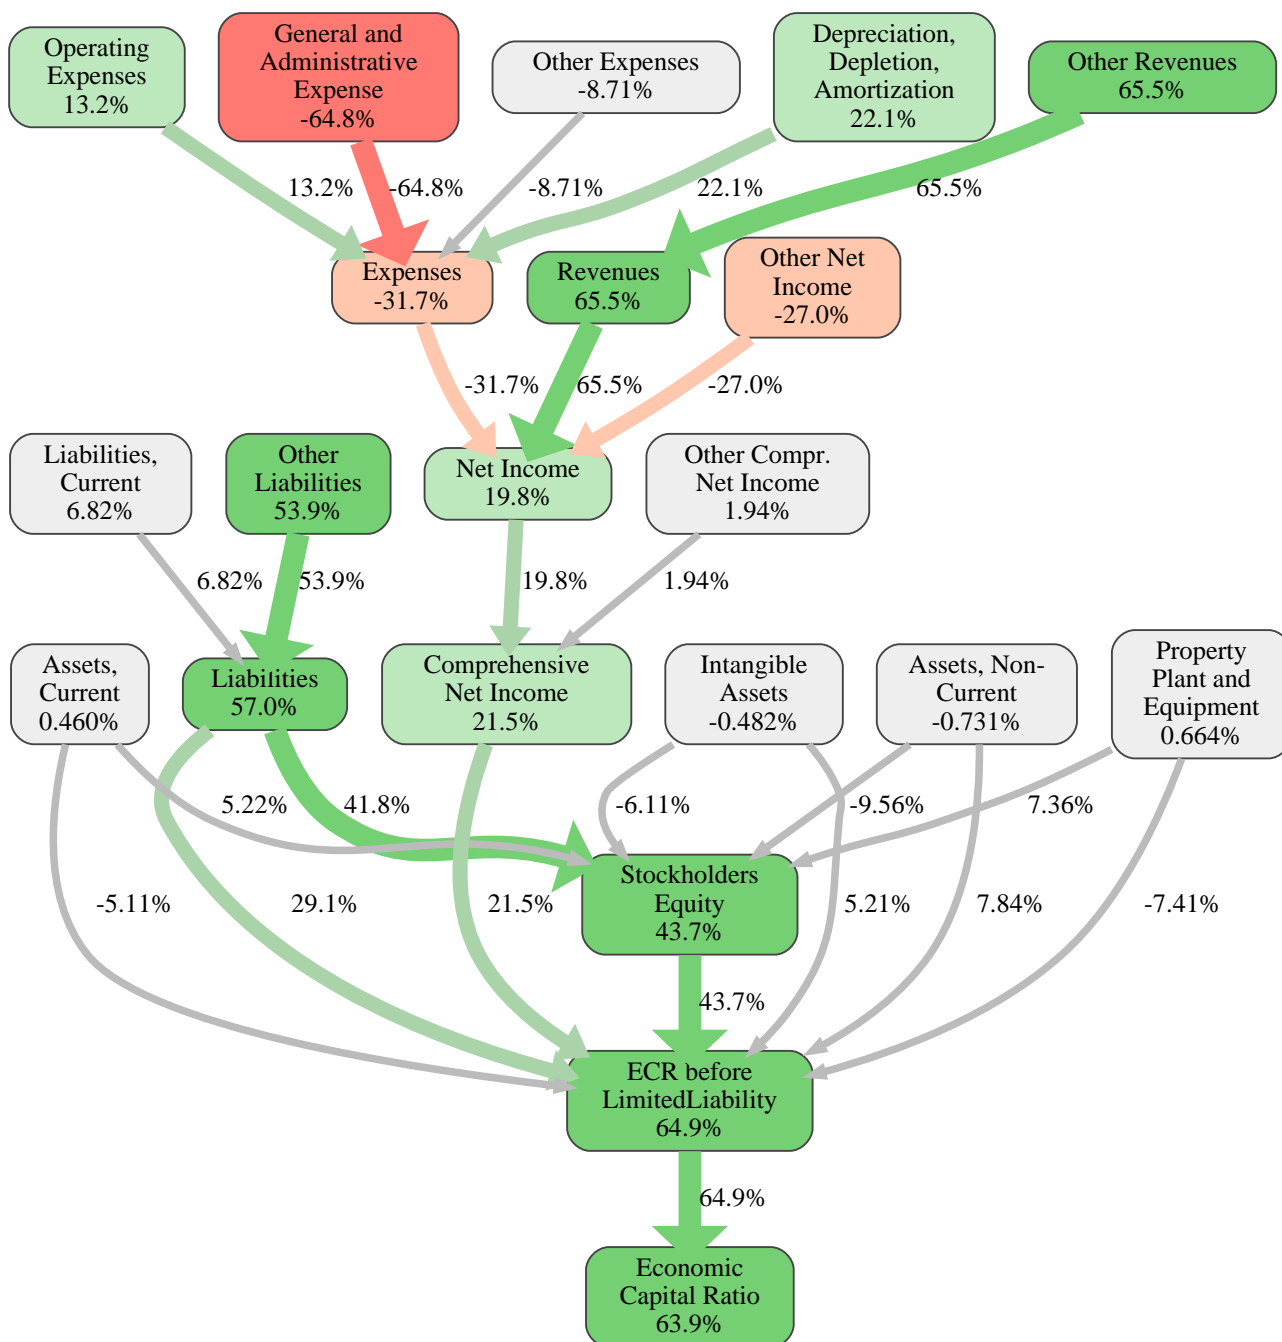 Operating
Expenses
13.2%
General and
Administrative
Expense
-64.8%
Other Expenses
-8.71%
Depreciation,
Depletion,
Amortization
22.1%
Other Revenues
65.5%
13.2%
-64.8%
-8.71%
22.1%
65.5%
Expenses
-31.7%
Revenues
65.5%
Other Net
Income
-27.0%
-31.7%
65.5%
-27.0%
Liabilities,
Current
6.82%
Other
Liabilities
53.9%
Net Income
19.8%
Other Compr.
Net Income
1.94%
6.82%
53.9%
19.8%
1.94%
Assets,
Current
0.460%
Liabilities
57.0%
Comprehensive
Net Income
21.5%
Intangible
Assets
-0.482%
Assets, Non-
Current
-0.731%
Property
Plant and
Equipment
0.664%
5.22%
41.8%
-6.11%
-9.56%
7.36%
-5.11%
29.1%
21.5%
Stockholders
Equity
43.7%
5.21%
7.84%
-7.41%
43.7%
ECR before
LimitedLiability
64.9%
64.9%
Economic
Capital Ratio
63.9%